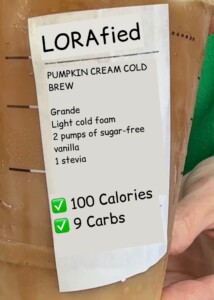 LORAfied
PUMPKIN CREAM COLD
BREW
Grande
Light cold foam
2 pumps of sugar-free
vanilla
1 stevia
✅ 100 Calories
✅ 9 Carbs